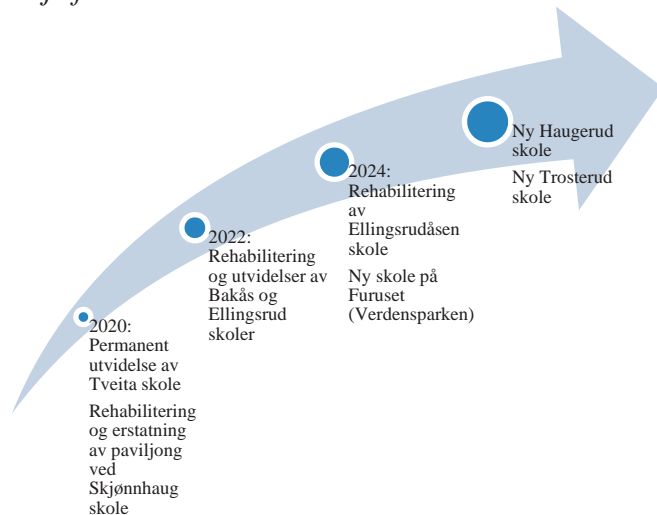 2020:
Permanent
utvidelse av
Tveita skole
Rehabilitering
og erstatning
av paviljong
ved
Skjønnhaug
skole
2022:
Rehabilitering
og utvidelser av
Bakås og
Ellingsrud
skoler
2024:
Rehabilitering
av
Ellingsrudåsen
skole
Ny skole på
Furuset
(Verdensparken)
Ny Haugerud
skole
Ny Trosterud
skole